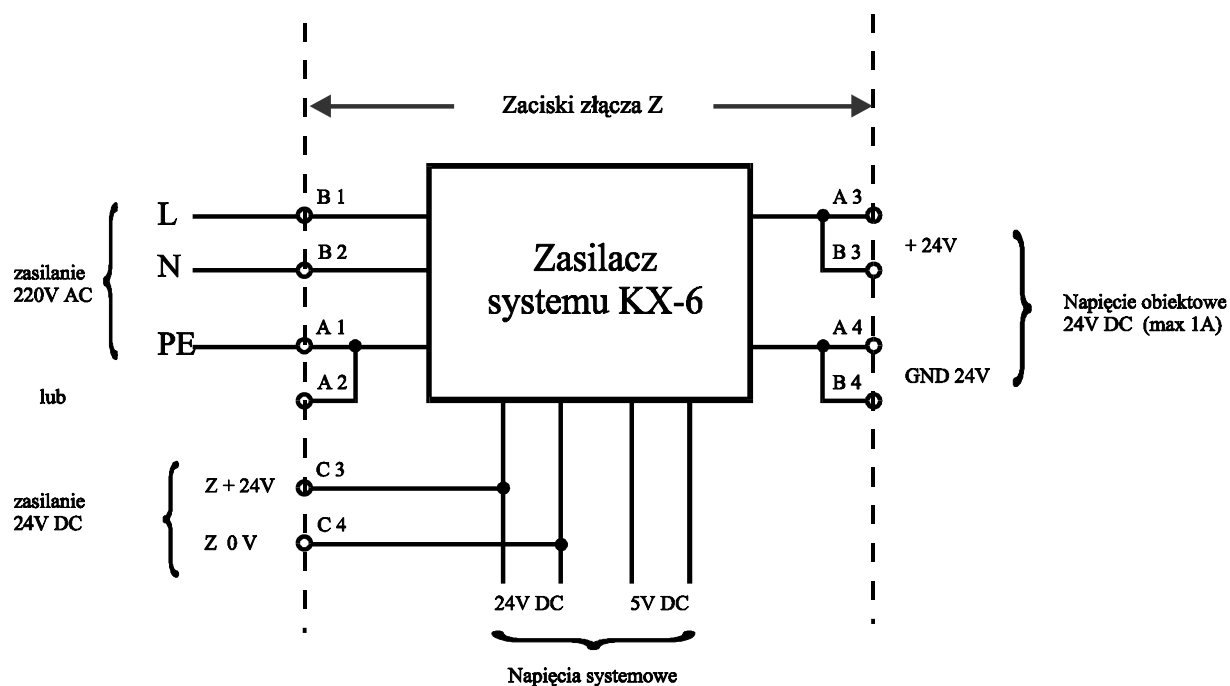 Zaciski złącza Z
L
B 1
N
B 2
zasilanie
220V AC
PE
A 1
A 2
lub
Zasilacz
systemu KX-6
A 3
B 3
+ 24V
A 4
B 4
GND 24V
Napięcie obiektowe
24V DC (max 1A)
zasilanie
24V DC
Z + 24V
C 3
Z 0 V
C 4
24V DC
5V DC
Napięcia systemowe